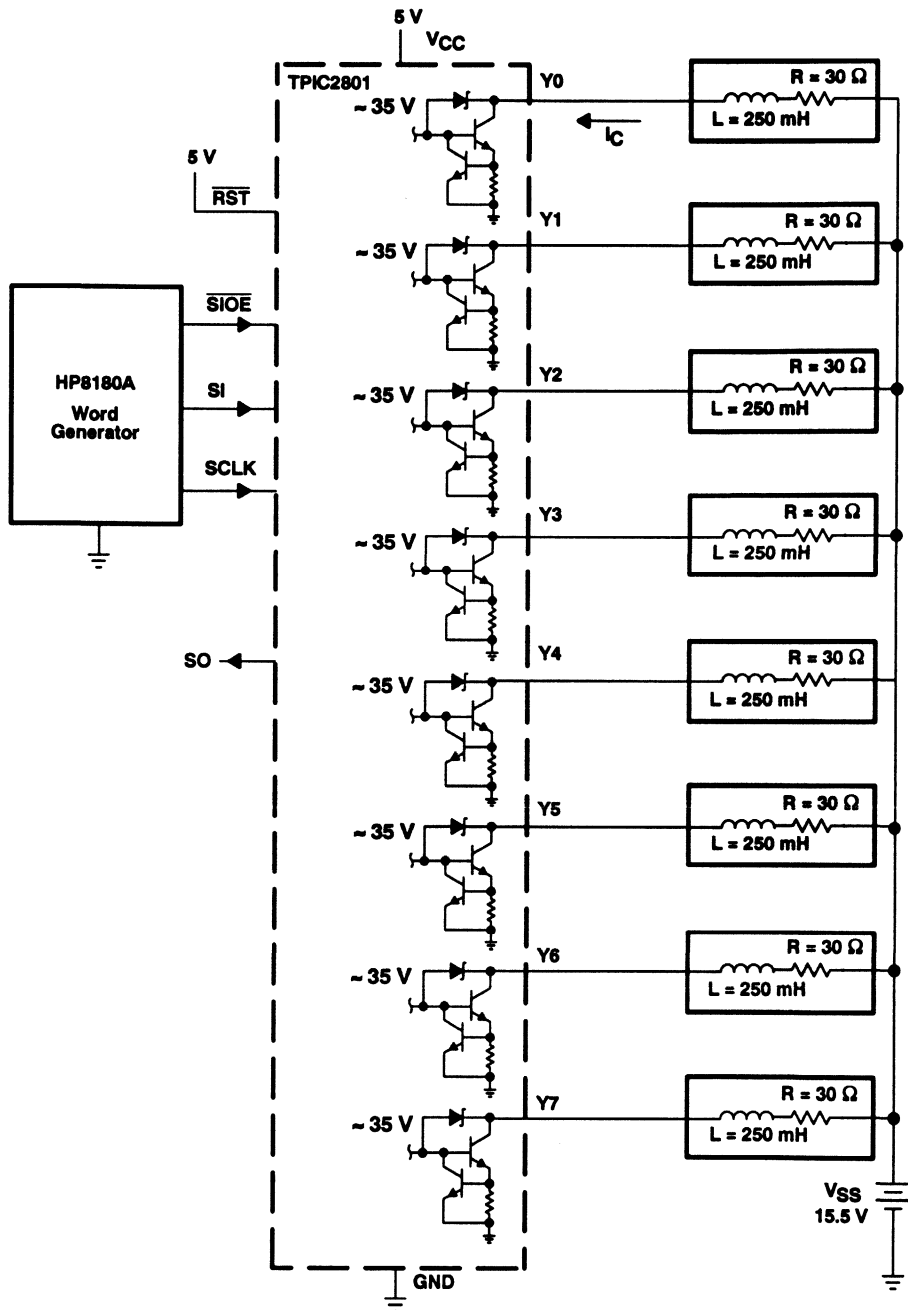 5 V
VCC
TPIC2801
~ 35 V
Y0
IC
R = 30 Ω
L = 250 mH
5 V
RST
~ 35 V
Y1
R = 30 Ω
L = 250 mH
HP8180A
Word
Generator
SIOE
SI
SCLK
~ 35 V
Y2
R = 30 Ω
L = 250 mH
~ 35 V
Y3
R = 30 Ω
L = 250 mH
SO
~ 35 V
Y4
R = 30 Ω
L = 250 mH
~ 35 V
Y5
R = 30 Ω
L = 250 mH
~ 35 V
Y6
R = 30 Ω
L = 250 mH
~ 35 V
Y7
R = 30 Ω
L = 250 mH
VSS
15.5 V
GND